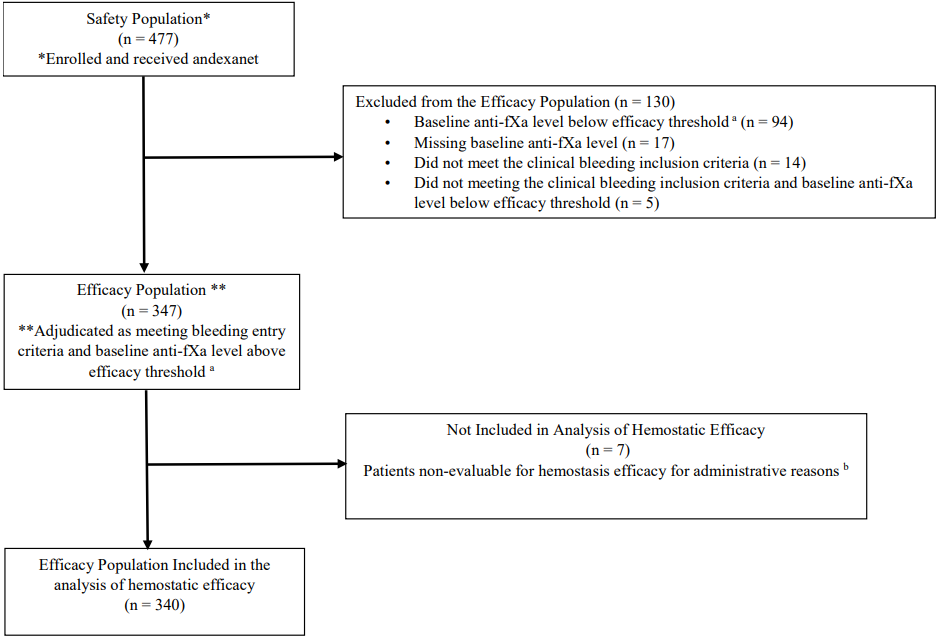 Safety Population*
(n = 477)
*Enrolled and received andexanet
Excluded from the Efficacy Population (n = 130)
• Baseline anti-fXa level below efficacy threshold a (n = 94)
• Missing baseline anti-fXa level (n = 17)
• Did not meet the clinical bleeding inclusion criteria (n = 14)
• Did not meeting the clinical bleeding inclusion criteria and baseline anti-fXa
level below efficacy threshold (n = 5)
Efficacy Population **
(n = 347)
**Adjudicated as meeting bleeding entry
criteria and baseline anti-fXa level above
efficacy threshold a
Not Included in Analysis of Hemostatic Efficacy
(n = 7)
Patients non-evaluable for hemostasis efficacy for administrative reasons b
Efficacy Population Included in the
analysis of hemostatic efficacy
(n = 340)